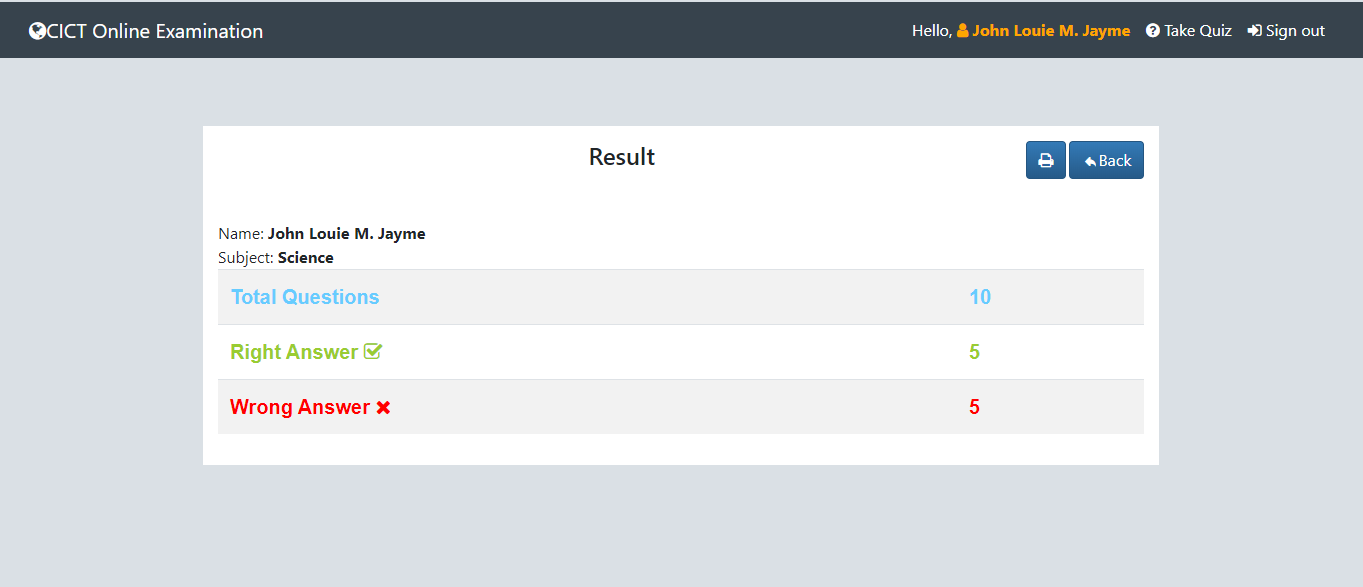 CICT Online Examination
Hello, John Louie M. Jayme Take Quiz Sign out
Result
Back
Name: John Louie M. Jayme
Subject: Science
Total Questions 10
Right Answer 5
Wrong Answer 5